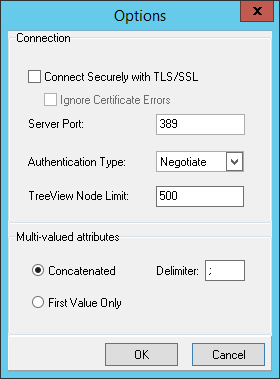 Options
Connection
Connect Securely with TLS/SSL
Ignore Certificate Errors
Server Port: 389
Authentication Type: Negotiate
TreeView Node Limit: 500
Multi-valued attributes
Concatenated Delimiter: ;
First Value Only
OK Cancel